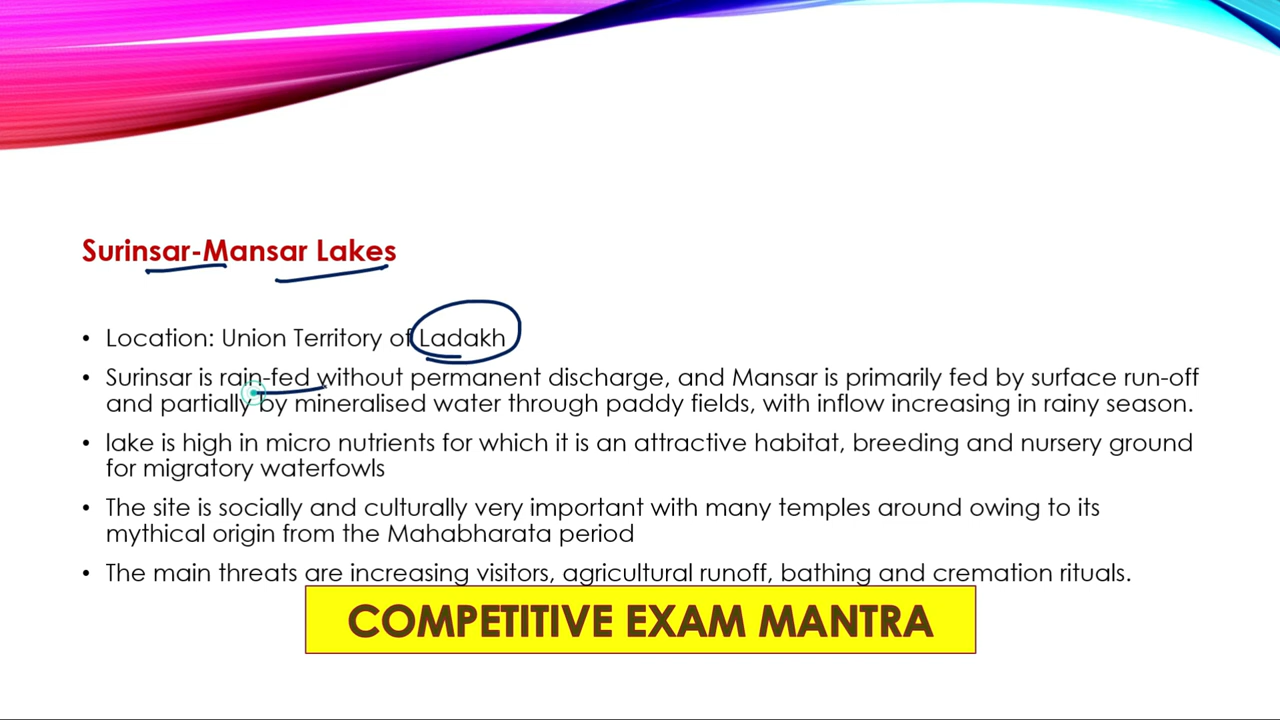 Surinsar-Mansar Lakes
• Location: Union Territory of Ladakh
• Surinsar is rain-fed without permanent discharge, and Mansar is primarily fed by surface run-off
and partially by mineralised water through paddy fields, with inflow increasing in rainy season.
• lake is high in micro nutrients for which it is an attractive habitat, breeding and nursery ground
for migratory waterfowls
• The site is socially and culturally very important with many temples around owing to its
mythical origin from the Mahabharata period
• The main threats are increasing visitors, agricultural runoff, bathing and cremation rituals.
COMPETITIVE EXAM MANTRA